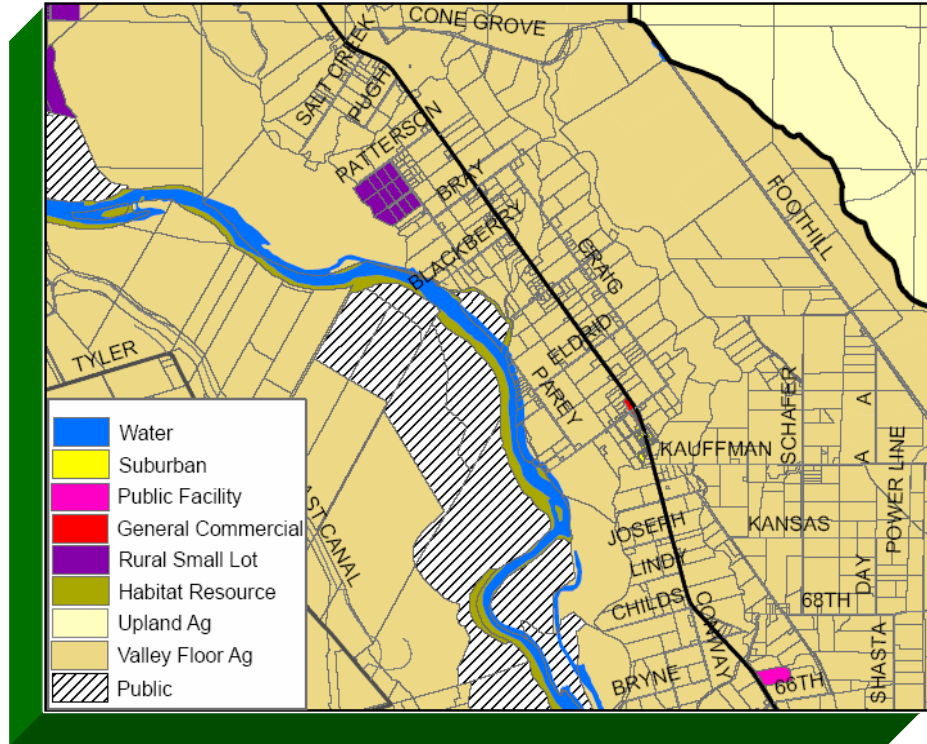 CONE GROVE
SALT CREEK
PUGH
PATTERSON
BRAY
FOOTHILL
BLACKBERRY
CRAIG
ELDRID
TYLER
PAREY
SCHAFER
A
A
KAUFFMAN
POWER LINE
AST CANAL
JOSEPH
KANSAS
LINDY
DAY
CHILDS
CONWAY
68TH
SHASTA
BRYNE
66TH
Water
Suburban
Public Facility
General Commercial
Rural Small Lot
Habitat Resource
Upland Ag
Valley Floor Ag
Public